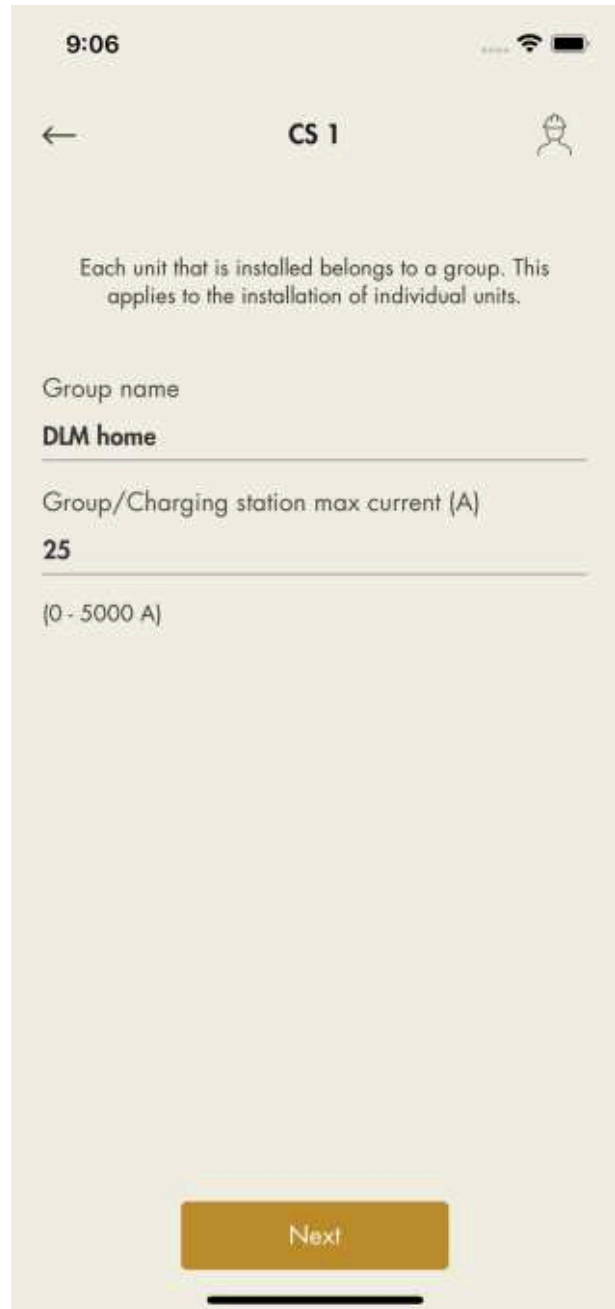 9:06
CS 1
Each unit that is installed belongs to a group. This
applies to the installation of individual units.
Group name
DLM home
Group/Charging station max current (A)
25
(0 - 5000 A)
Next